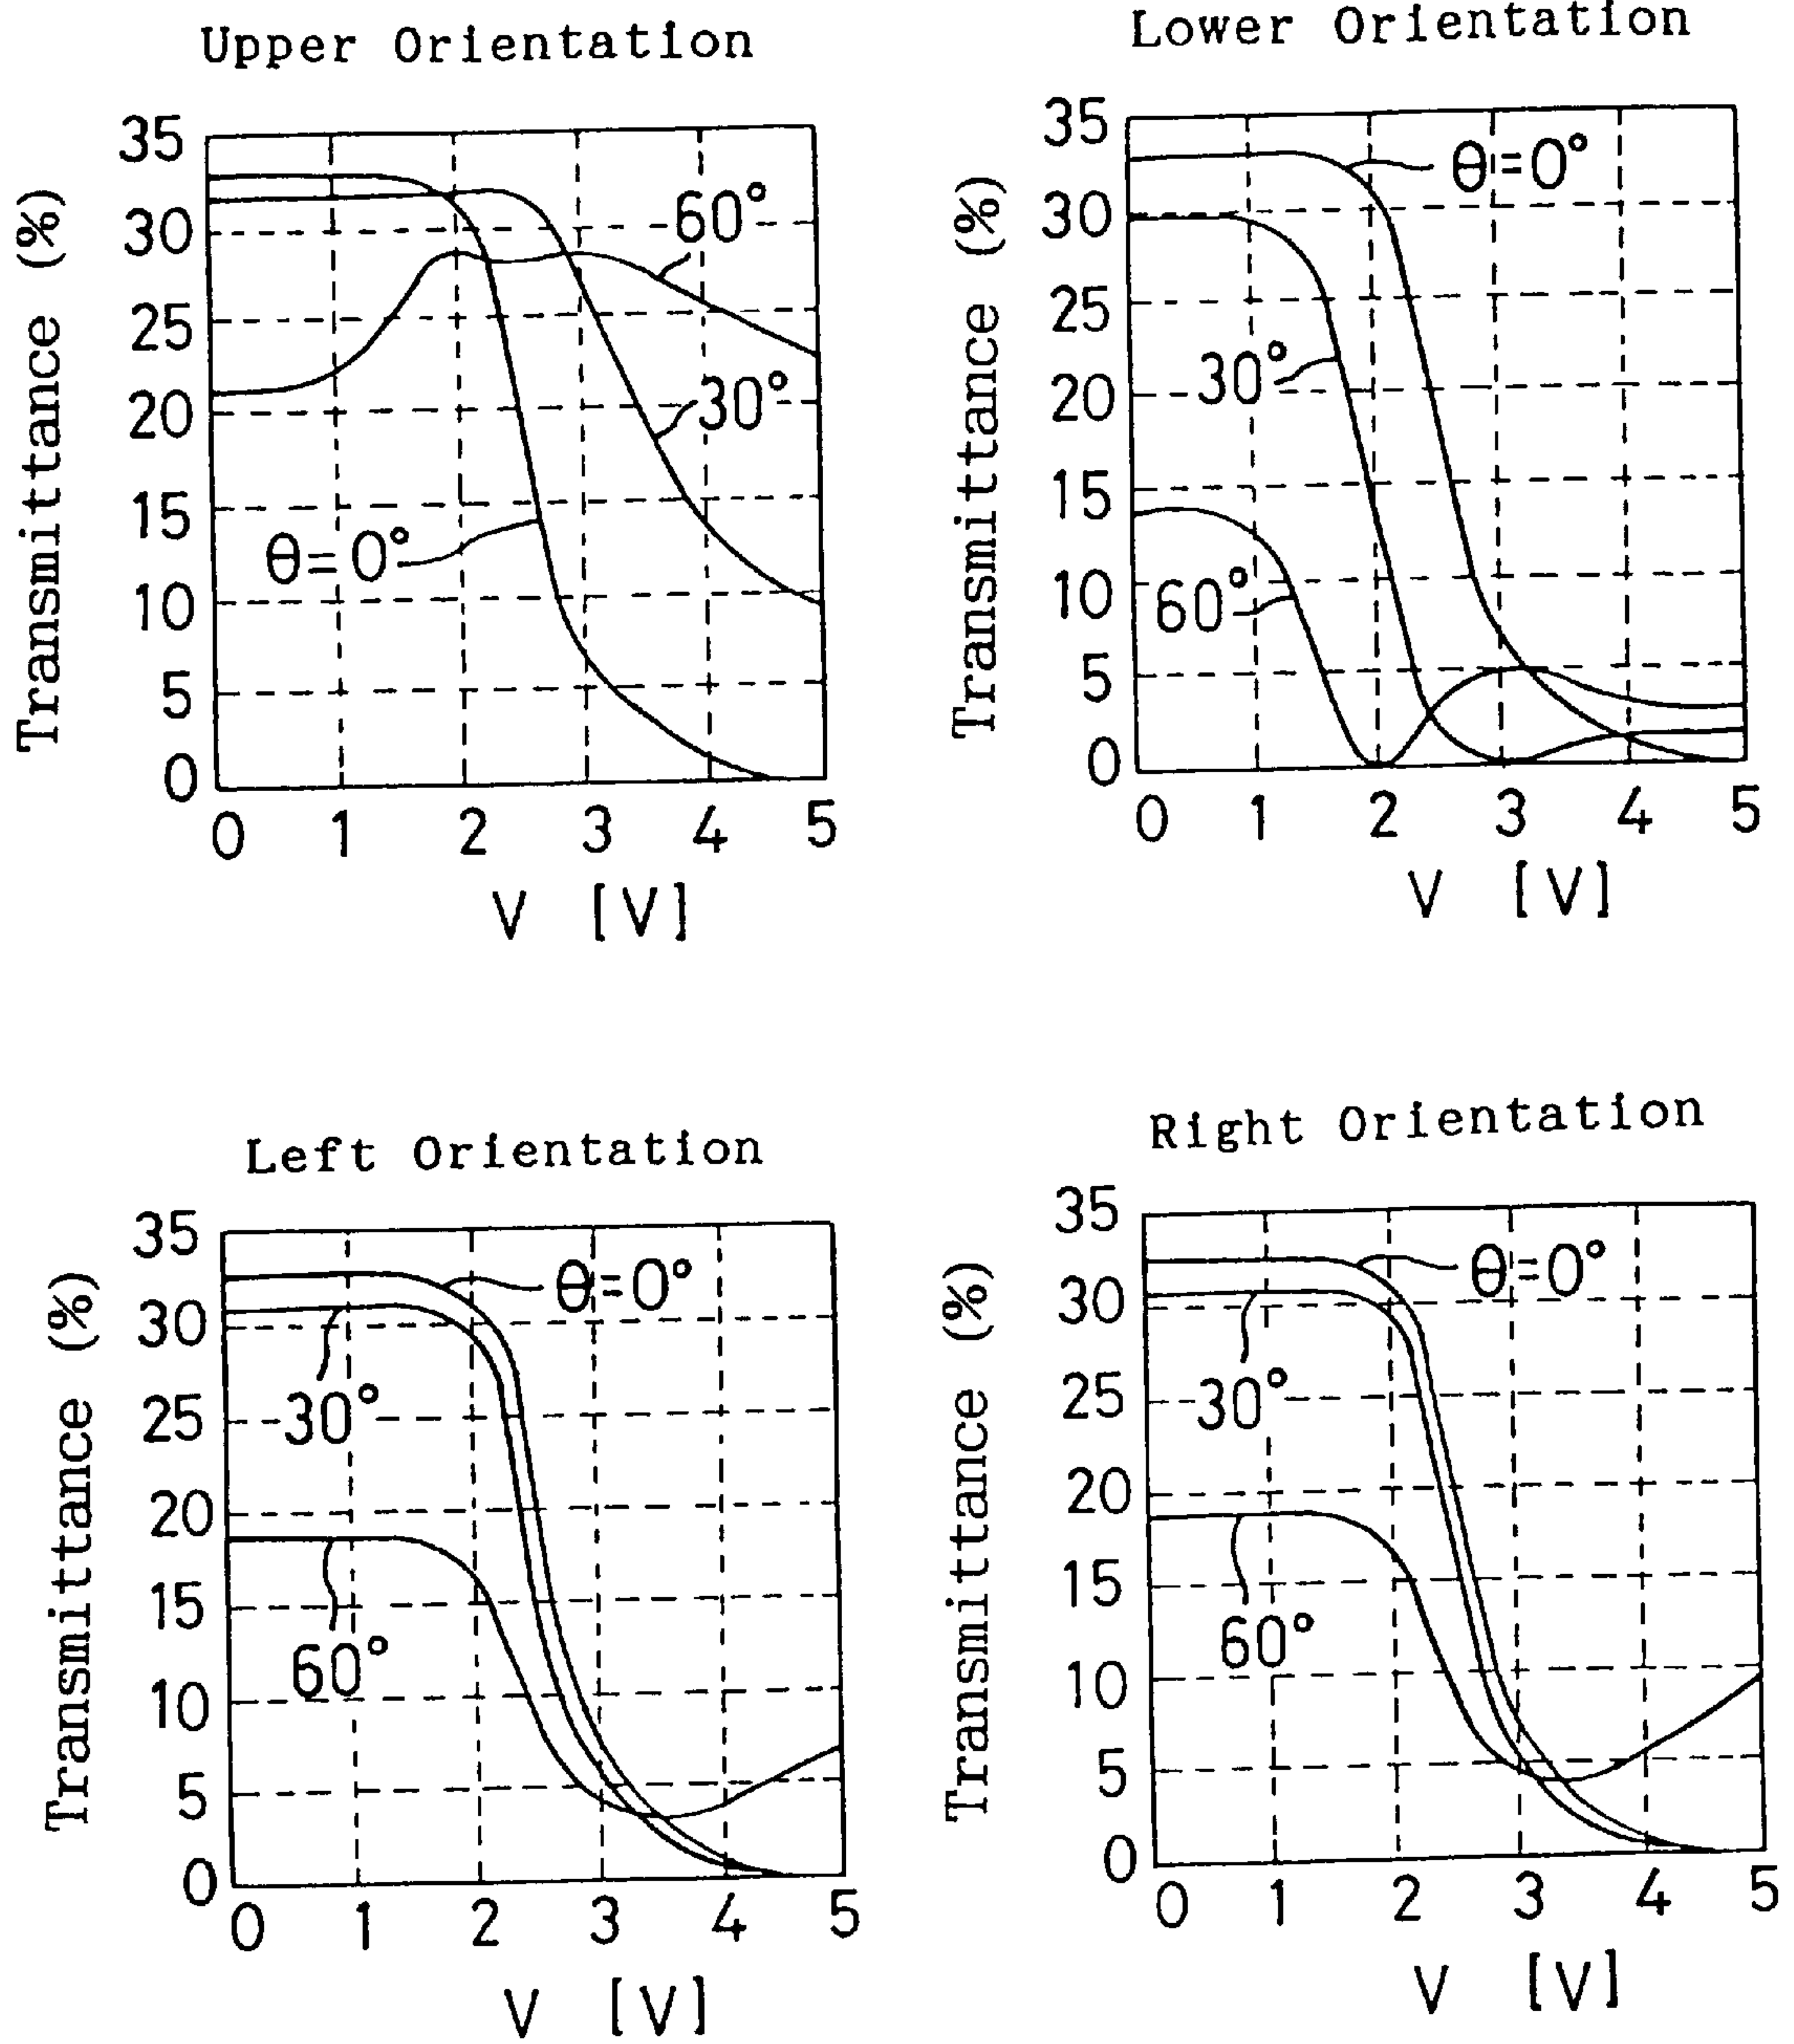 Upper Orientation
Transmittance (%)
35
30
25
20
15
10
5
0
60°
30°
θ=0°
0 1 2 3 4 5
V [V]
Lower Orientation
Transmittance (%)
35
30
25
20
15
10
5
0
θ=0°
30°
60°
0 1 2 3 4 5
V [V]
Left Orientation
Transmittance (%)
35
30
25
20
15
10
5
0
θ=0°
30°
60°
0 1 2 3 4 5
V [V]
Right Orientation
Transmittance (%)
35
30
25
20
15
10
5
0
θ=0°
30°
60°
0 1 2 3 4 5
V [V]